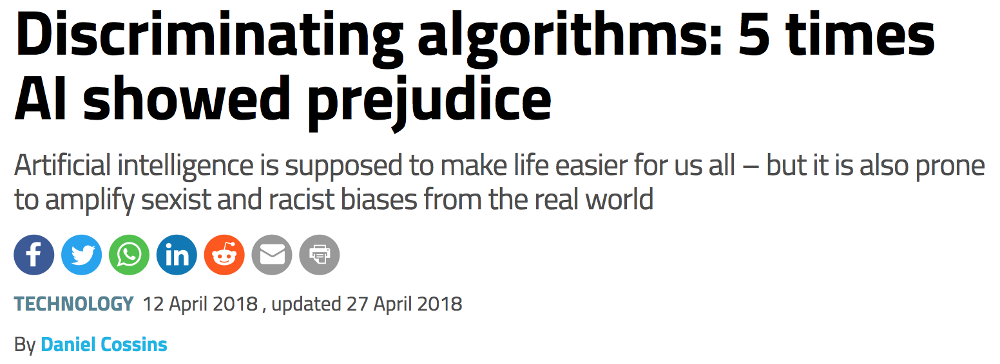 Discriminating algorithms: 5 times
AI showed prejudice
Artificial intelligence is supposed to make life easier for us all – but it is also prone
to amplify sexist and racist biases from the real world
f in
TECHNOLOGY 12 April 2018 , updated 27 April 2018
By Daniel Cossins